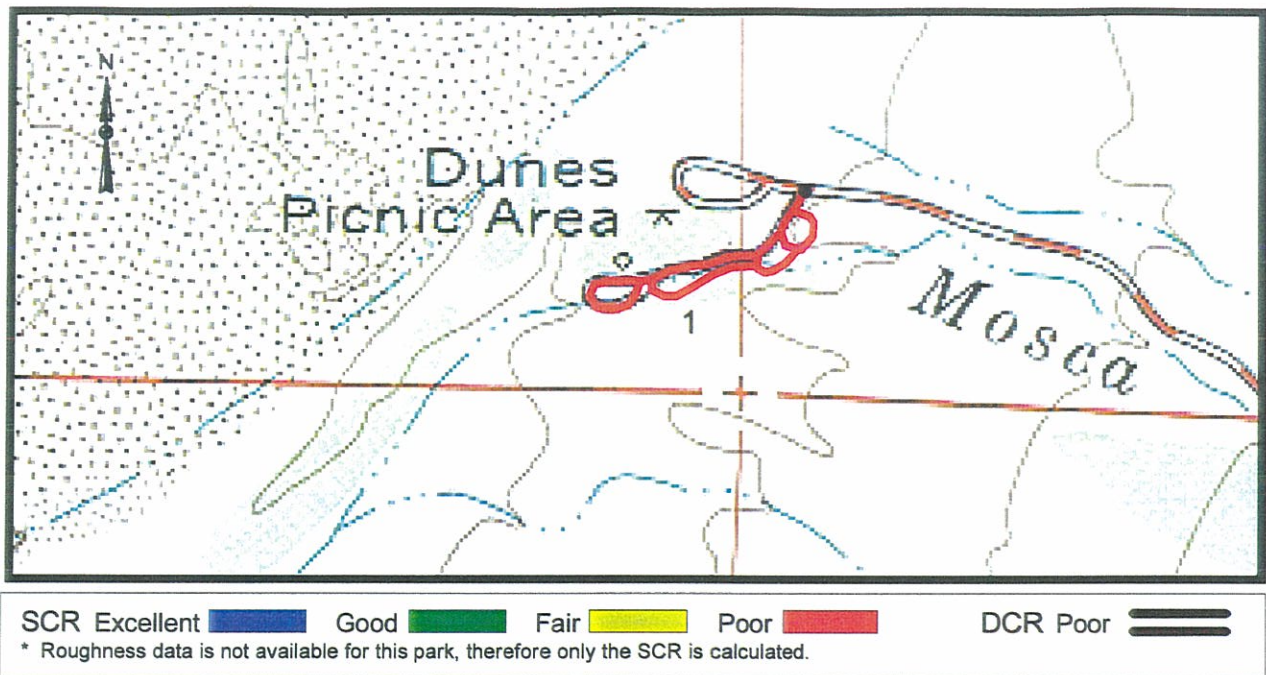 N
Dunes
Picnic Area
0
1
Mosca
SCR Excellent Good Fair Poor DCR Poor
* Roughness data is not available for this park, therefore only the SCR is calculated.